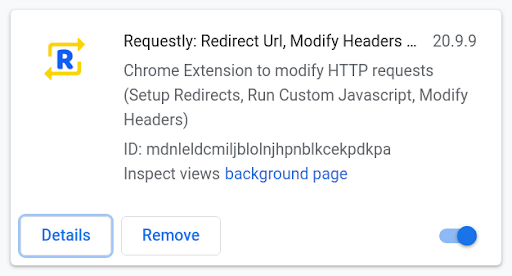 Requestly: Redirect Url, Modify Headers ... 20.9.9
Chrome Extension to modify HTTP requests
(Setup Redirects, Run Custom Javascript, Modify
Headers)
ID: mdnleldcmiljblolnjhpnblkcekpdkpa
Inspect views background page
R
Details Remove